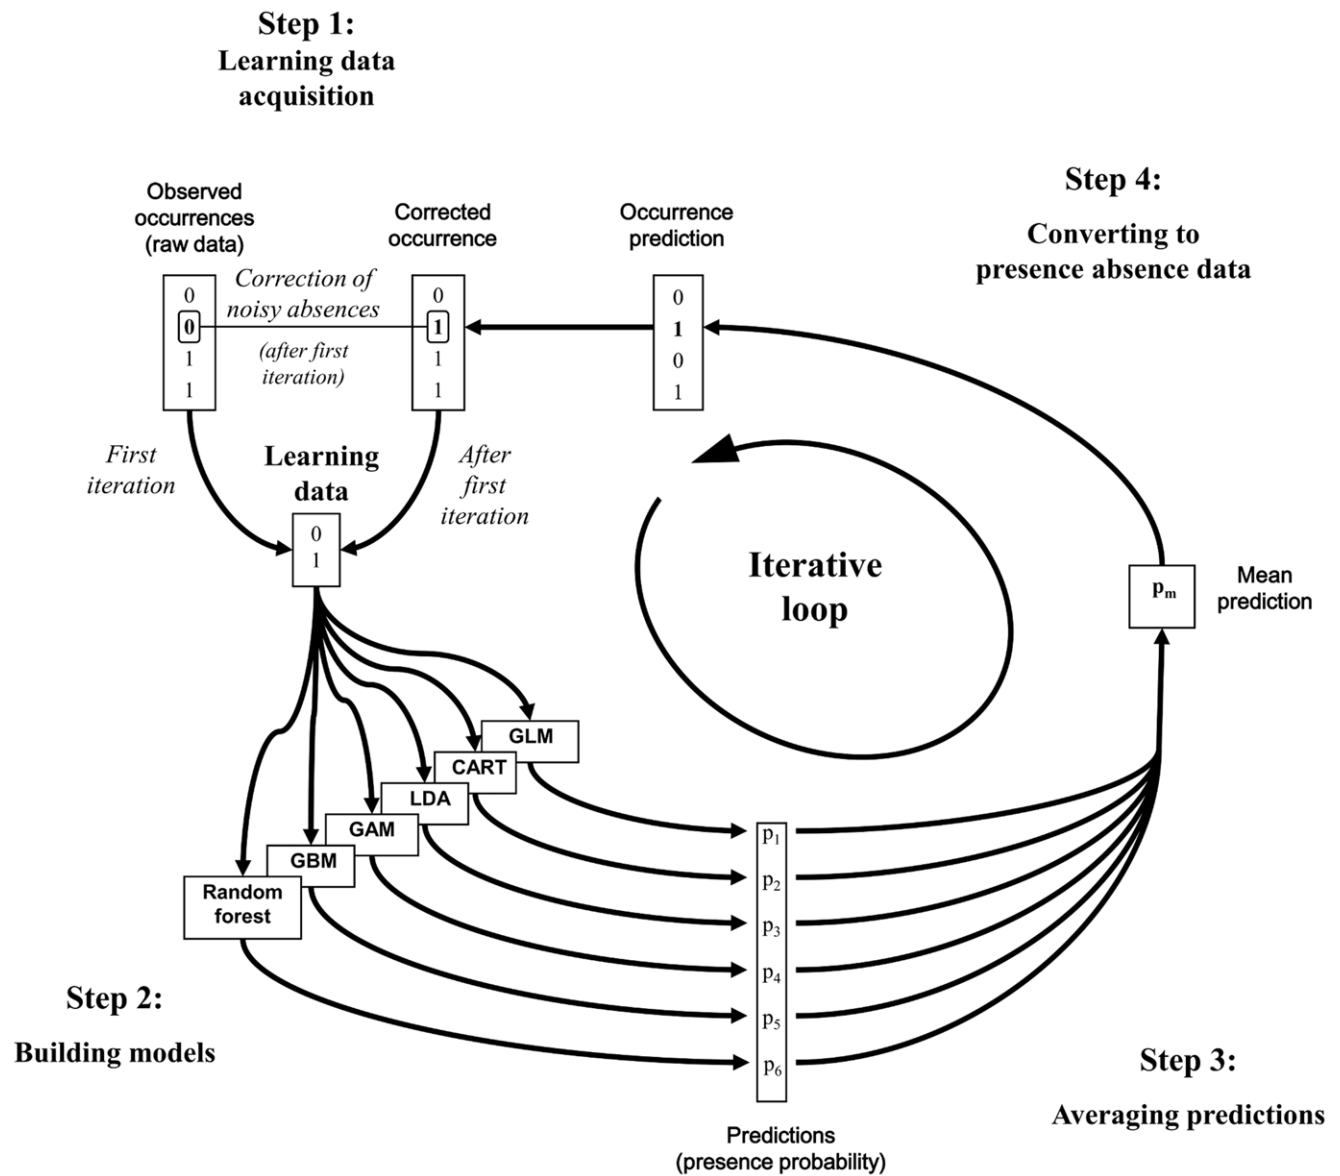 Step 1:
Learning data
acquisition
Observed
occurrences
(raw data)
Corrected
occurrence
Occurrence
prediction
Step 4:
Converting to
presence absence data
0
0
1
1
Correction of
noisy absences
(after first
iteration)
0
1
1
1
0
1
0
1
First
iteration
Learning
data
After
first
iteration
0
1
Iterative
loop
pm
Mean
prediction
GLM
CART
LDA
GAM
GBM
Random
forest
p1
p2
p3
p4
p5
p6
Step 2:
Building models
Step 3:
Averaging predictions
Predictions
(presence probability)